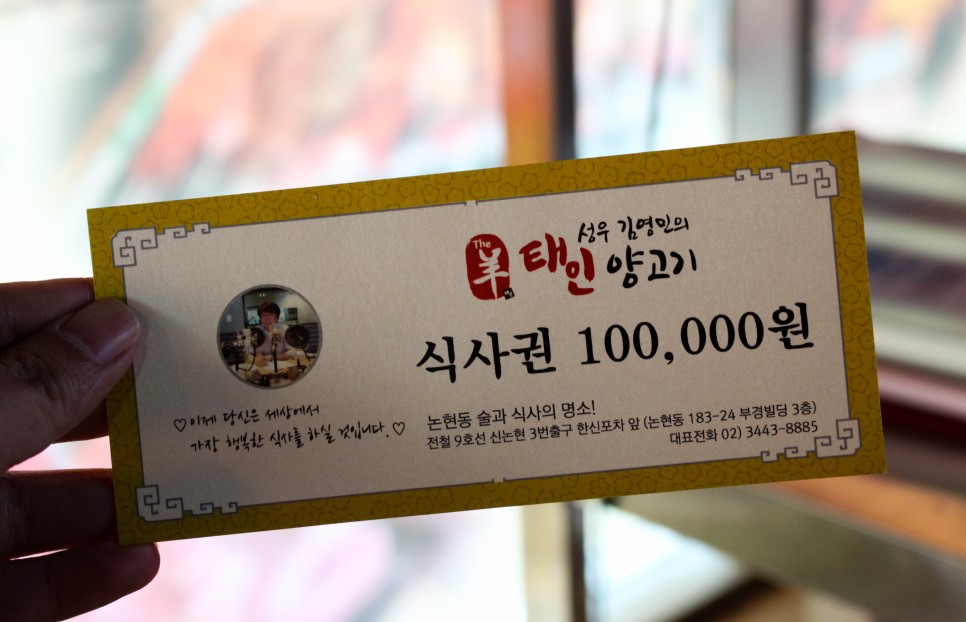 성우 김영민의
The 羊 태인 양고기
식사권 100,000원
♡이제 당신은 세상에서
가장 행복한 식사를 하실 것입니다.♡
논현동 술과 식사의 명소!
전철 9호선 신논현 3번출구 한신포차 앞 (논현동 183-24 부경빌딩 3층)
대표전화 02) 3443-8885